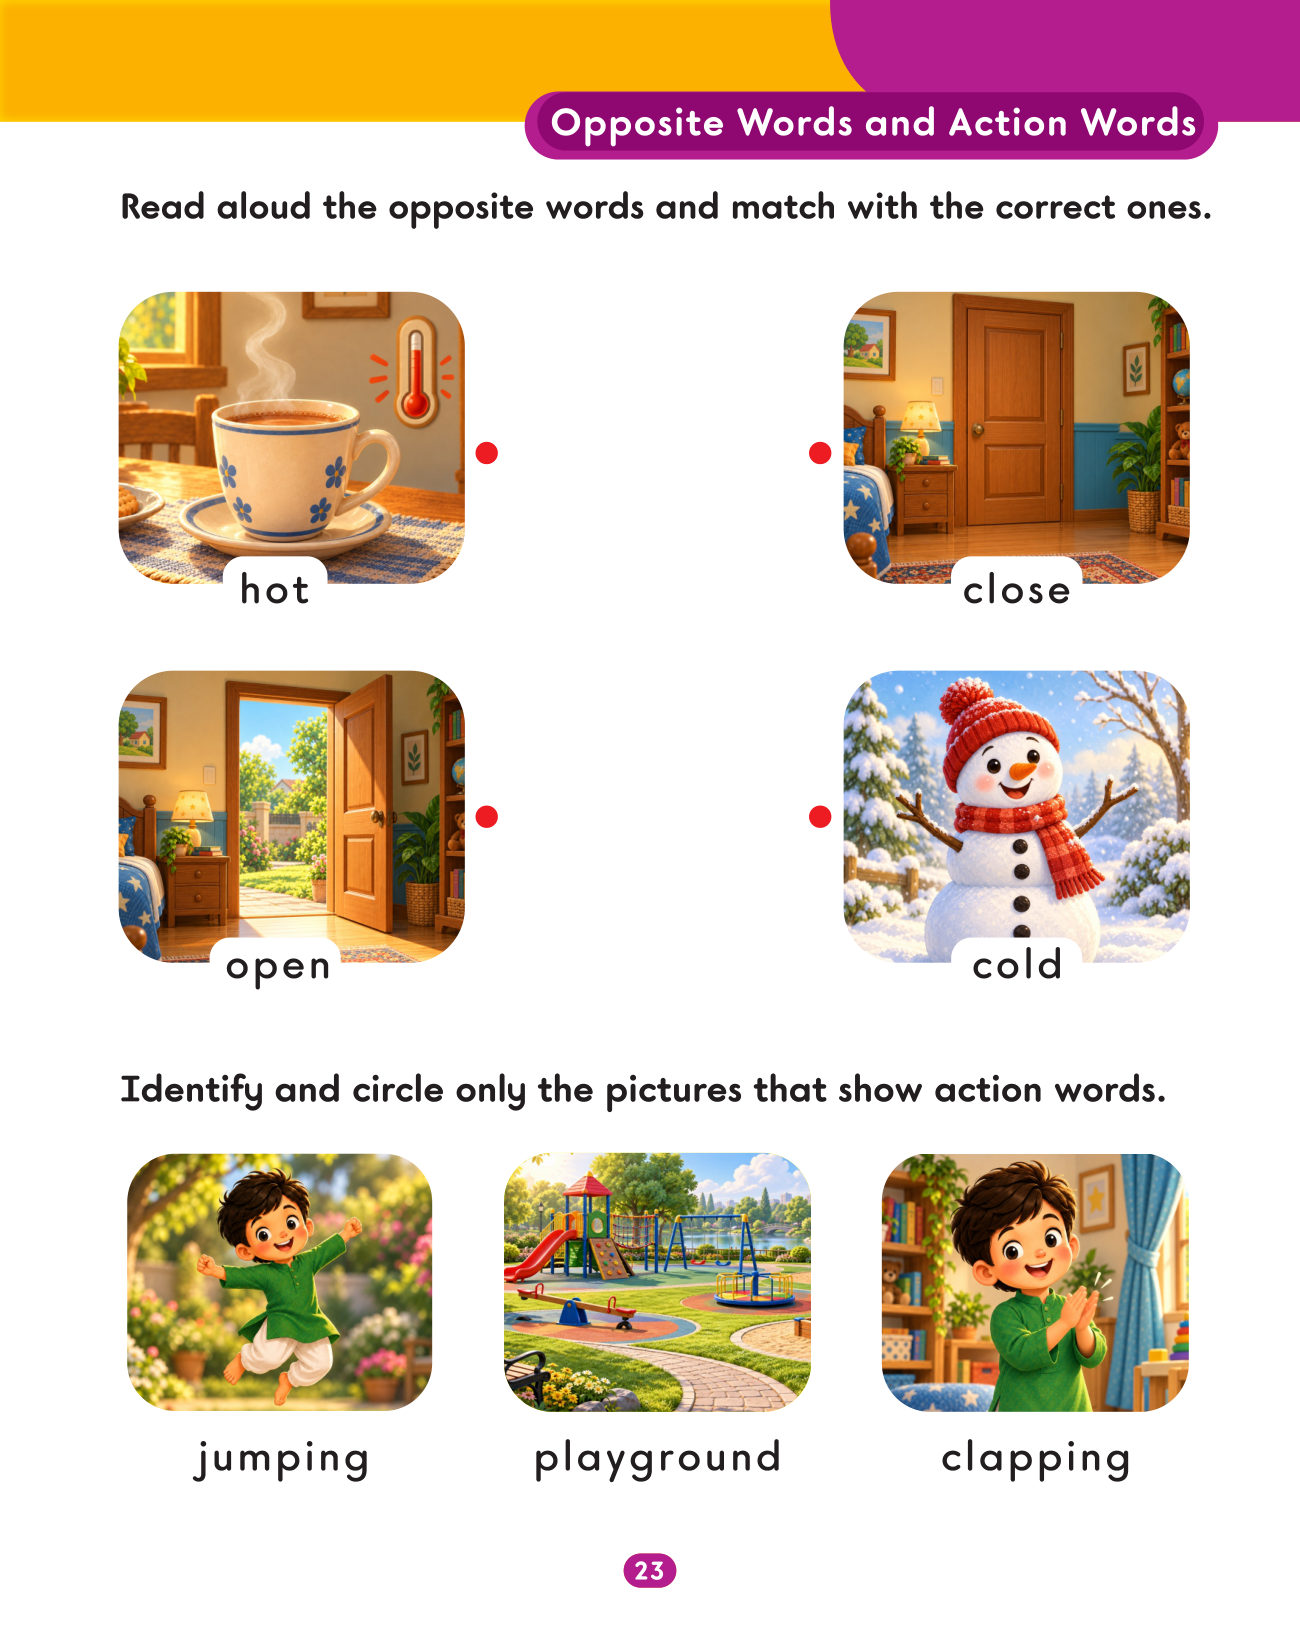 Opposite Words and Action Words
Read aloud the opposite words and match with the correct ones.
hot
close
open
cold
Identify and circle only the pictures that show action words.
jumping
playground
clapping
23